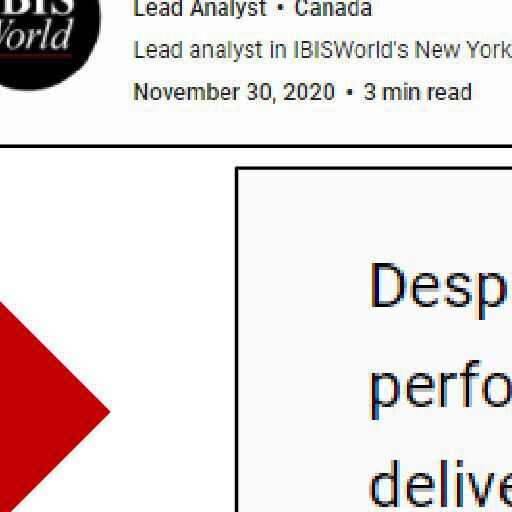 BIS
World
Lead Analyst • Canada
Lead analyst in IBISWorld's New York
November 30, 2020 • 3 min read
Desp
perfo
delive